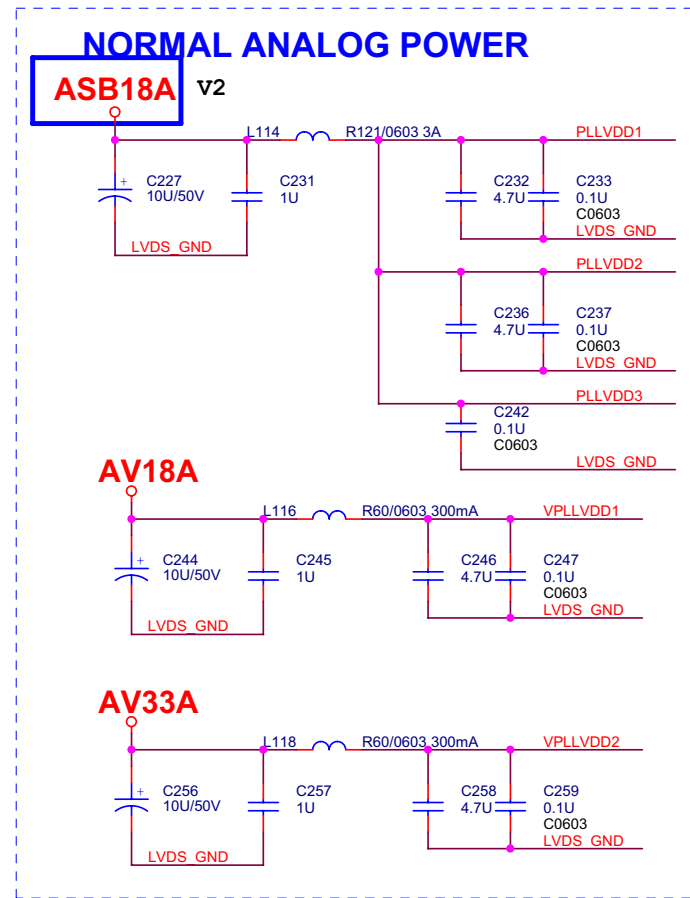 NORMAL ANALOG POWER
ASB18A V2
L114 R121/0603 3A PLLVDD1
C227
10U/50V
C231
1U
C232
4.7U
C233
0.1U
C0603
LVDS_GND
LVDS_GND
PLLVDD2
C236
4.7U
C237
0.1U
C0603
LVDS_GND
PLLVDD3
C242
0.1U
C0603
LVDS_GND
AV18A
L116 R60/0603 300mA VPLLVDD1
C244
10U/50V
C245
1U
C246
4.7U
C247
0.1U
C0603
LVDS_GND
LVDS_GND
AV33A
L118 R60/0603 300mA VPLLVDD2
C256
10U/50V
C257
1U
C258
4.7U
C259
0.1U
C0603
LVDS_GND
LVDS_GND